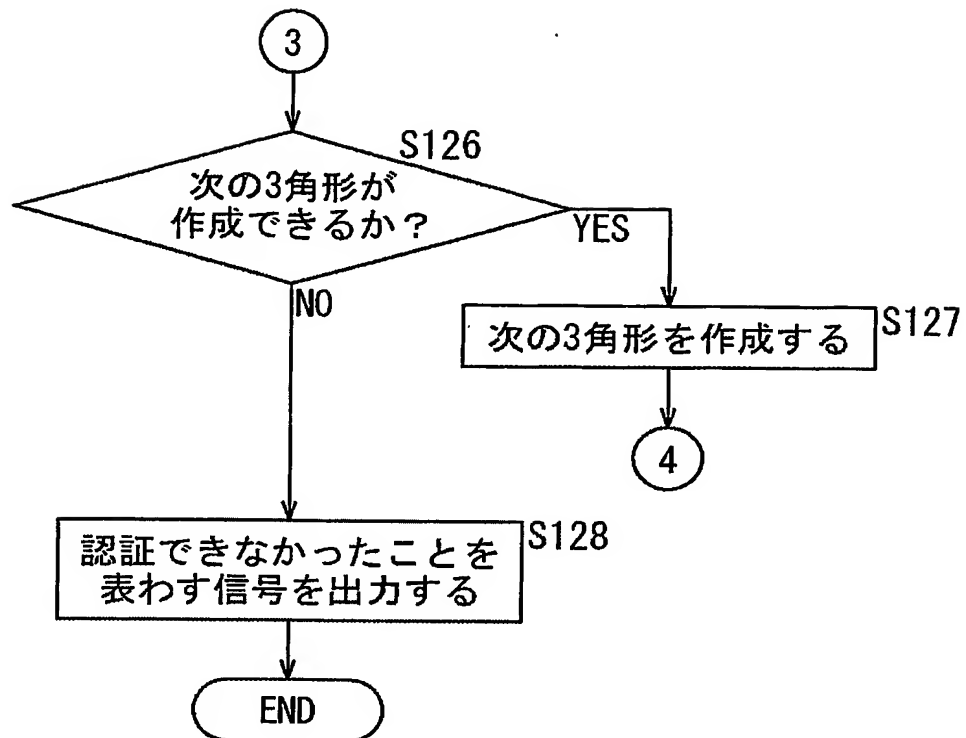 3
S126
次の3角形が
作成できるか？
YES
NO
次の3角形を作成する
S127
4
認証できなかったことを
表わす信号を出力する
S128
END